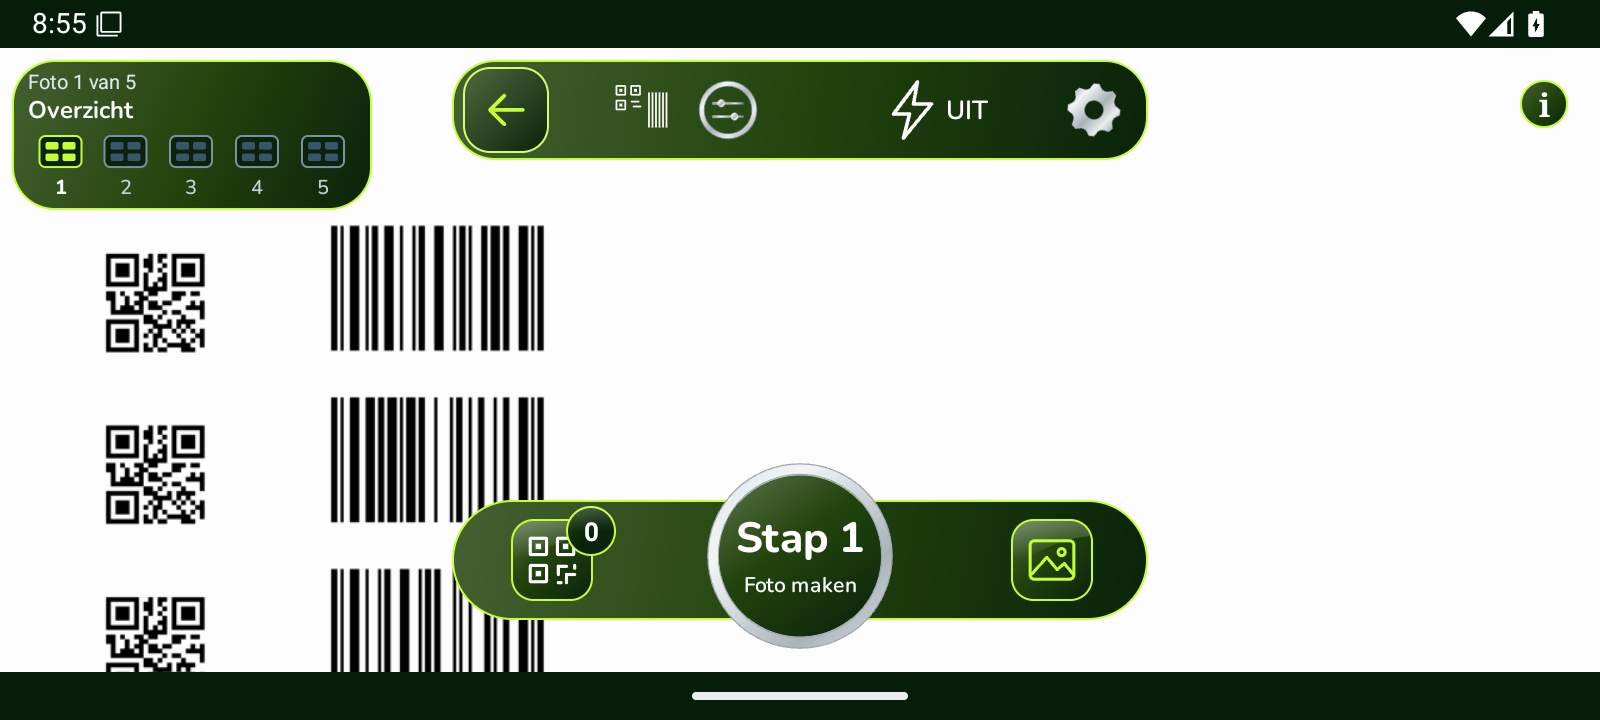 8:55
Foto 1 van 5
Overzicht
1 2 3 4 5
UIT
i
0
Stap 1
Foto maken